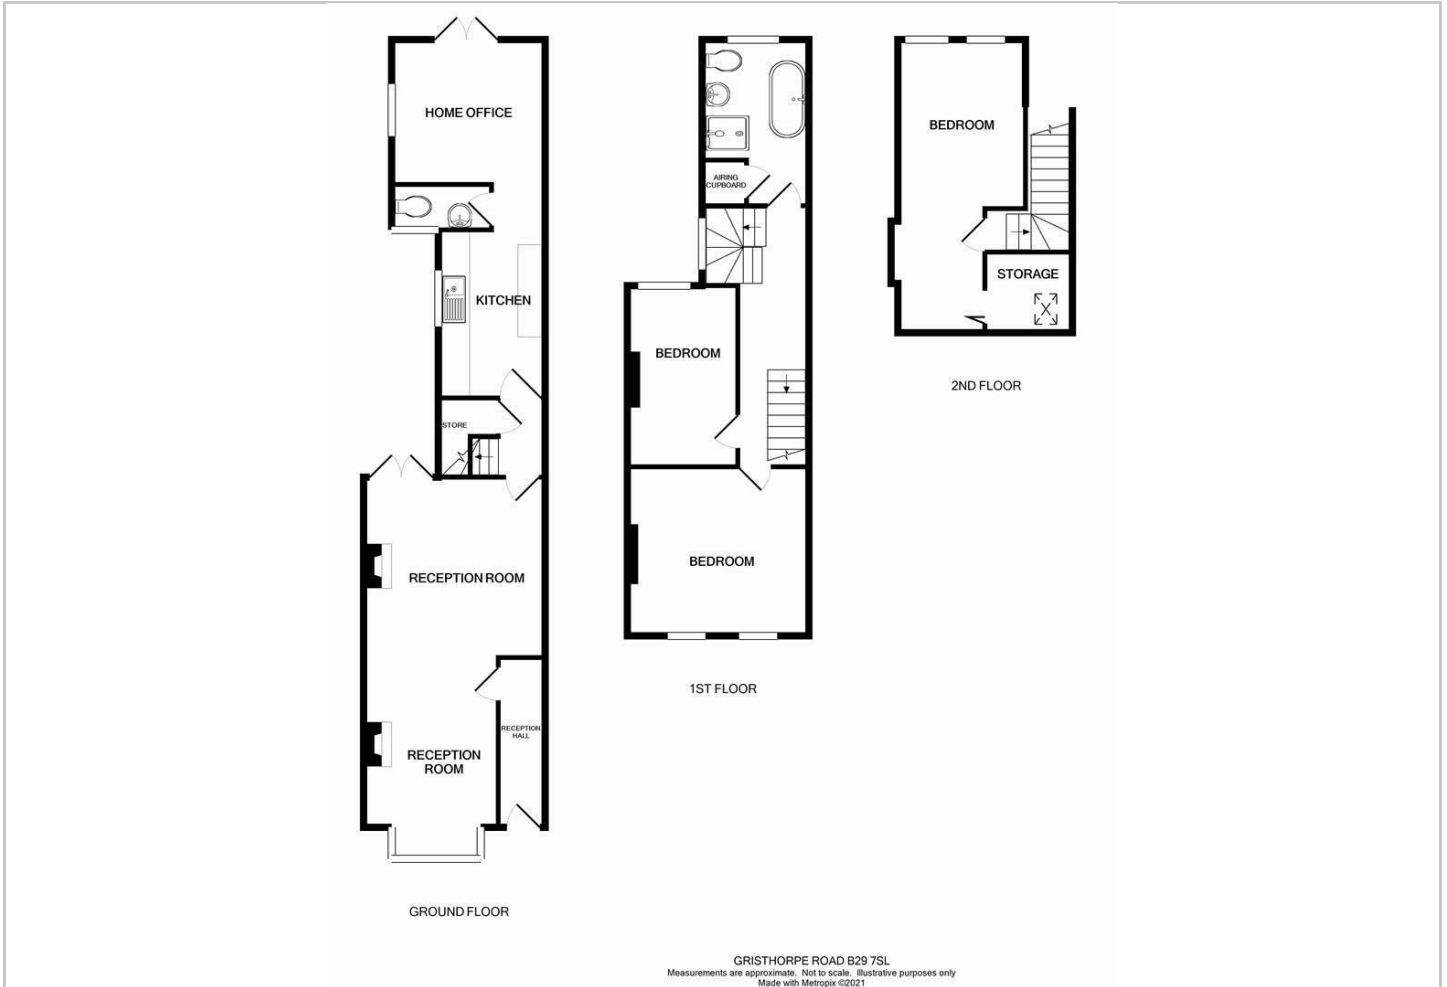 HOME OFFICE
KITCHEN
STORE
RECEPTION ROOM
RECEPTION
HALL
RECEPTION
ROOM
GROUND FLOOR
AIRING
CUPBOARD
BEDROOM
BEDROOM
1ST FLOOR
BEDROOM
STORAGE
2ND FLOOR
GRISTHORPE ROAD B29 7SL
Measurements are approximate. Not to scale. Illustrative purposes only
Made with Metropix ©2021